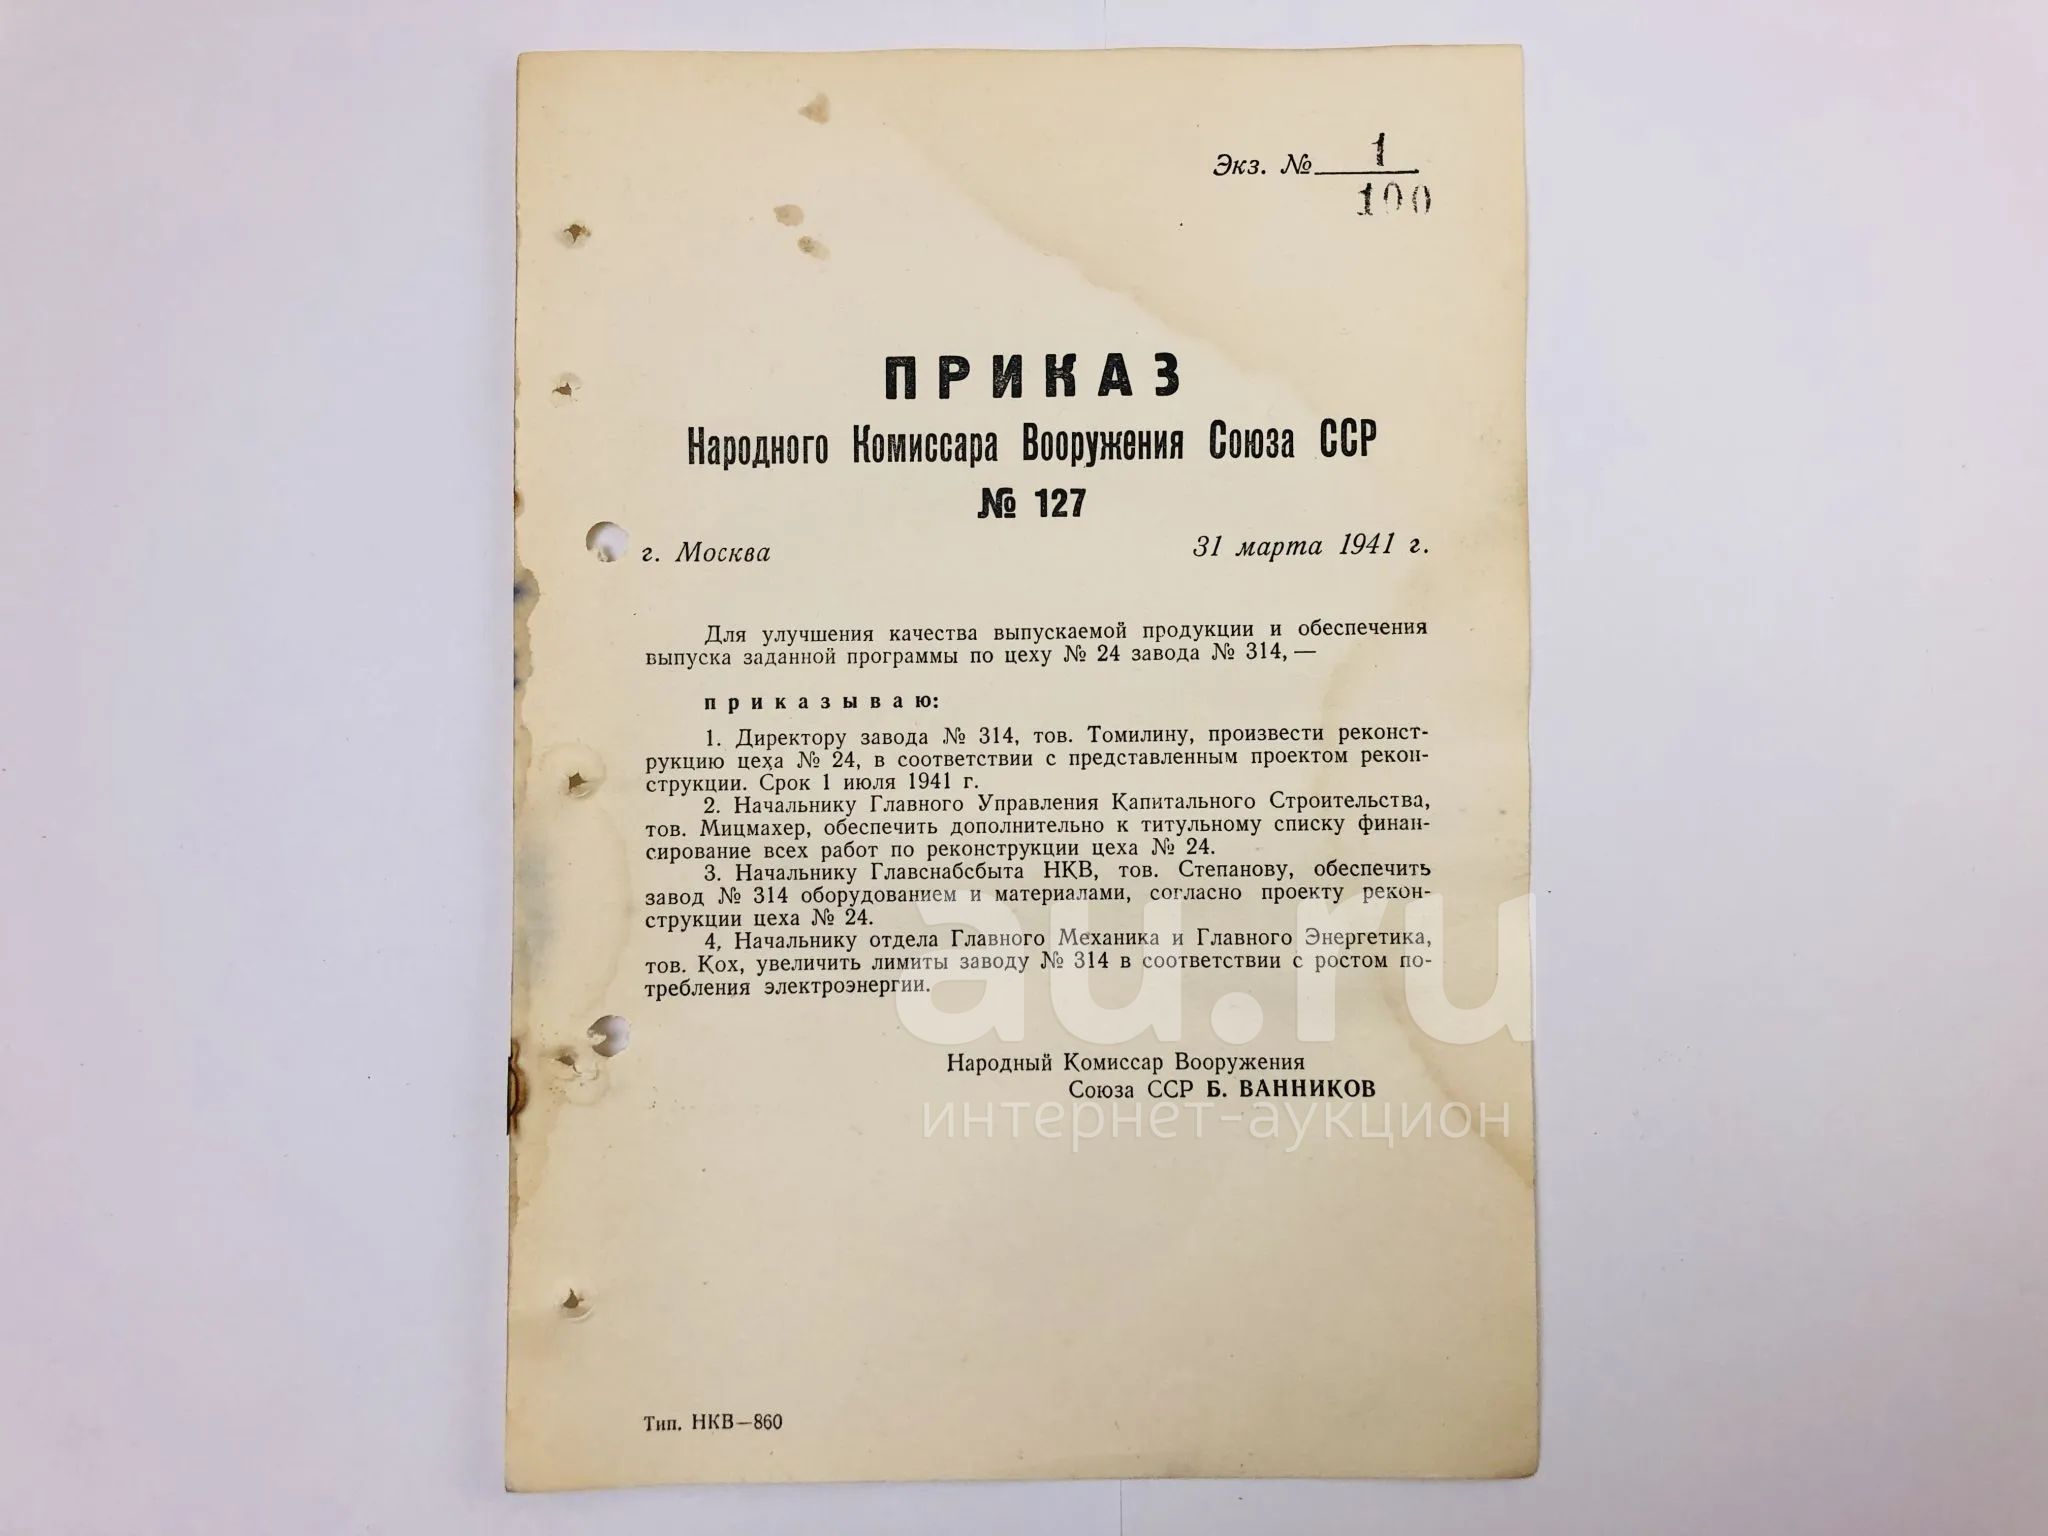 Экз. № 1
100
ПРИКАЗ
Народного Комиссара Вооружения Союза ССР
№ 127
г. Москва 31 марта 1941 г.
Для улучшения качества выпускаемой продукции и обеспечения
выпуска заданной программы по цеху № 24 завода № 314, —
приказываю:
1. Директору завода № 314, тов. Томилину, произвести реконст-
рукцию цеха № 24, в соответствии с представленным проектом рекон-
струкции. Срок 1 июля 1941 г.
2. Начальнику Главного Управления Капитального Строительства,
тов. Мицмахер, обеспечить дополнительно к титульному списку финан-
сирование всех работ по реконструкции цеха № 24.
3. Начальнику Главснабсбыта НКВ, тов. Степанову, обеспечить
завод № 314 оборудованием и материалами, согласно проекту рекон-
струкции цеха № 24.
4, Начальнику отдела Главного Механика и Главного Энергетика,
тов. Кох, увеличить лимиты заводу № 314 в соответствии с ростом по-
требления электроэнергии.
au.ru
Народный Комиссар Вооружения
Союза ССР Б. ВАННИКОВ
интернет-аукцион
Тип. НКВ—860